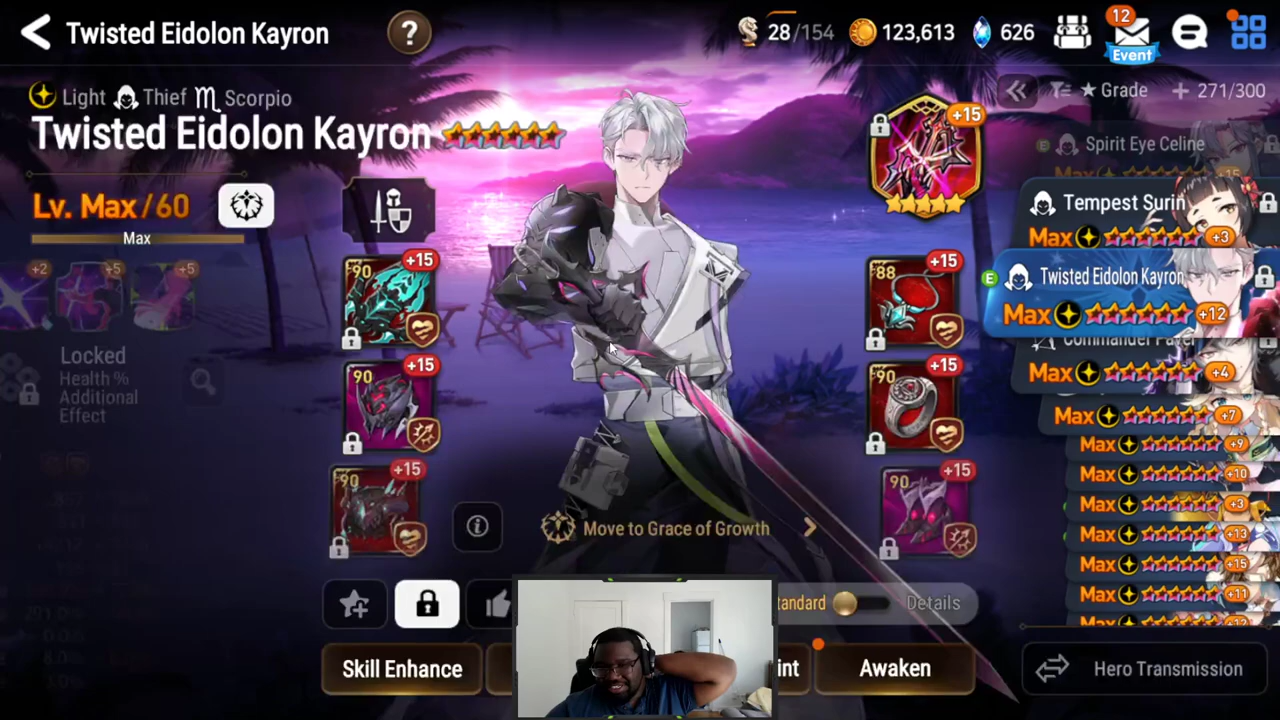 Twisted Eidolon Kayron
?
28/154
123,613
626
12
Event
Light Thief Scorpio
Twisted Eidolon Kayron
Lv. Max/60
Max
+2
+5
+5
Locked
Health %
Additional
Effect
90
+15
90
+15
90
+15
+15
88
+15
90
+15
90
+15
Move to Grace of Growth
Standard
Details
Skill Enhance
Awaken
Grade
271/300
Spirit Eye Celine
Tempest Surin
Max
+3
Twisted Eidolon Kayron
Max
+12
Max
+4
Max
+7
Max
+9
Max
+10
Max
+3
Max
+13
Max
+15
Max
+11
Max
Hero Transmission